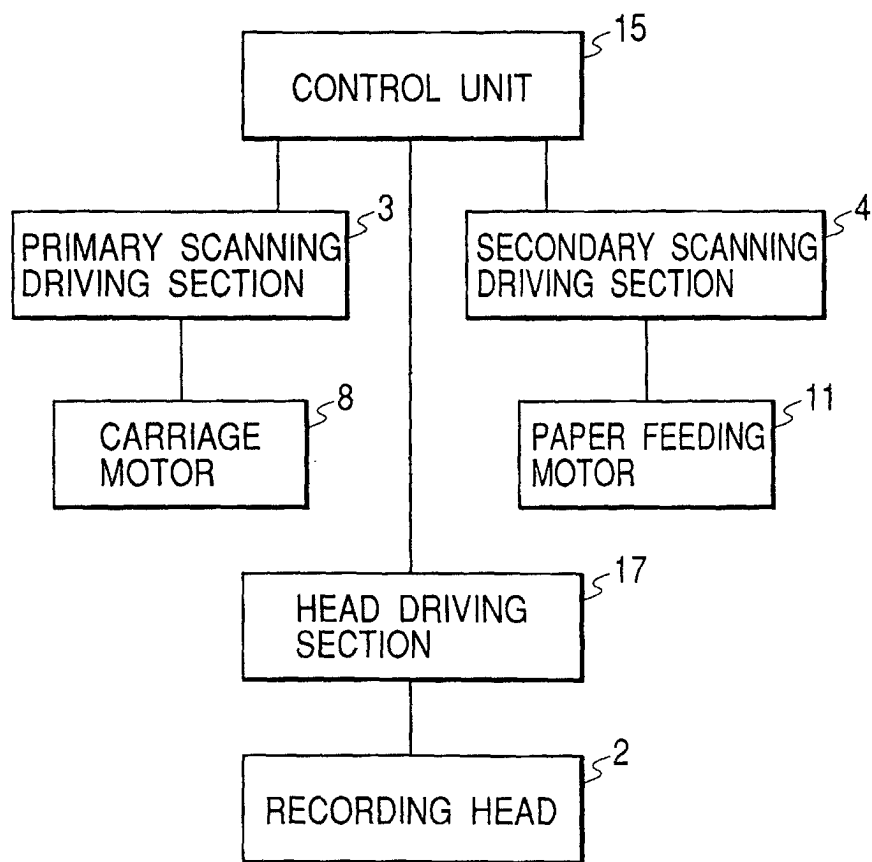 15
CONTROL UNIT
3
PRIMARY SCANNING
DRIVING SECTION
4
SECONDARY SCANNING
DRIVING SECTION
8
CARRIAGE
MOTOR
11
PAPER FEEDING
MOTOR
17
HEAD DRIVING
SECTION
2
RECORDING HEAD